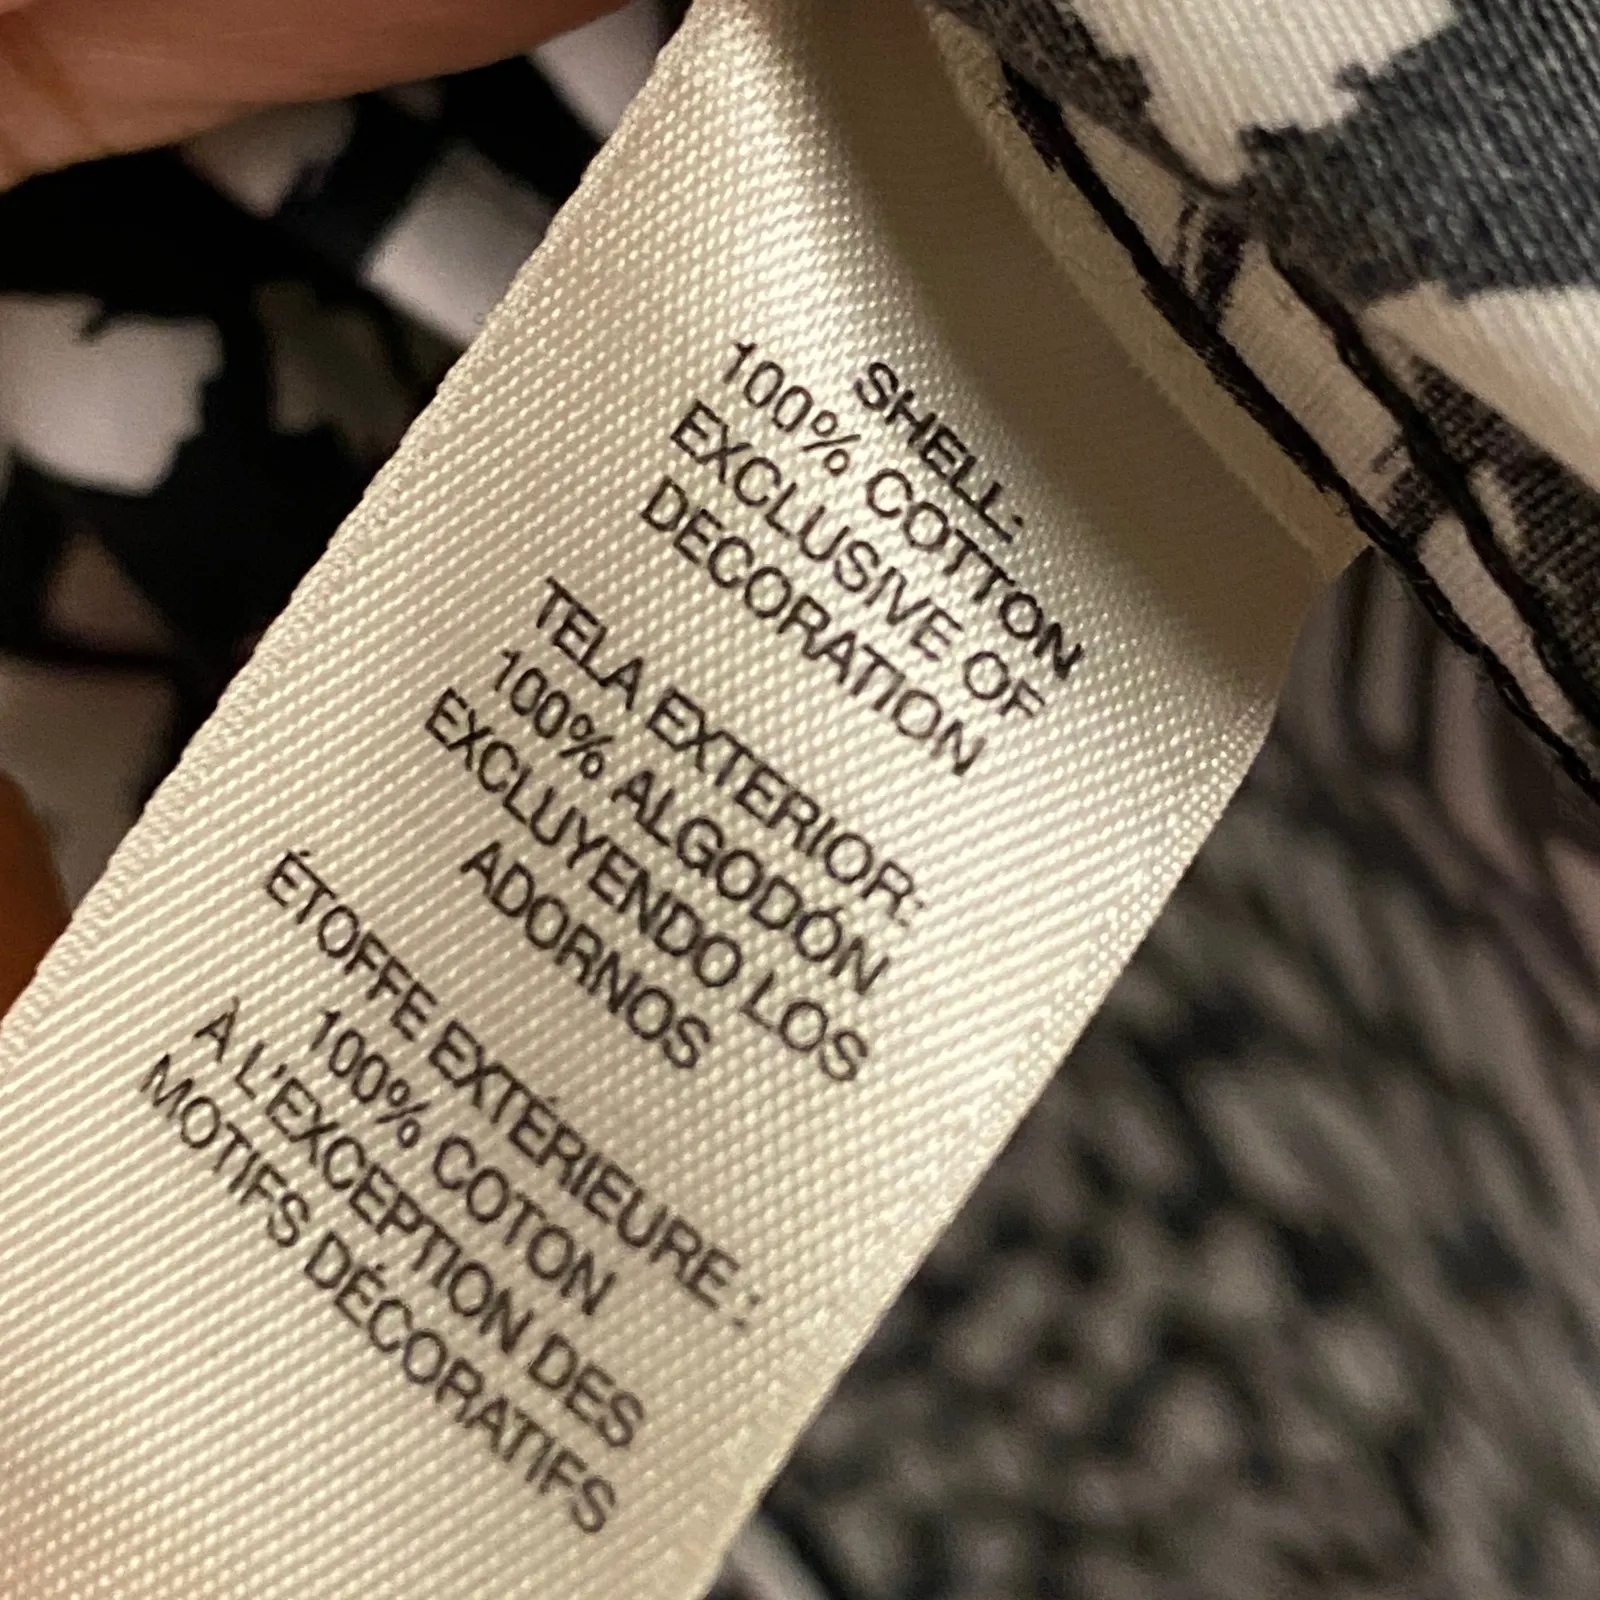 SHELL:
100% COTTON
EXCLUSIVE OF
DECORATION
TELA EXTERIOR:
100% ALGODÓN
EXCLUYENDO LOS
ADORNOS
ÉTOFFE EXTÉRIEURE :
100% COTON
À L'EXCEPTION DES
MOTIFS DÉCORATIFS